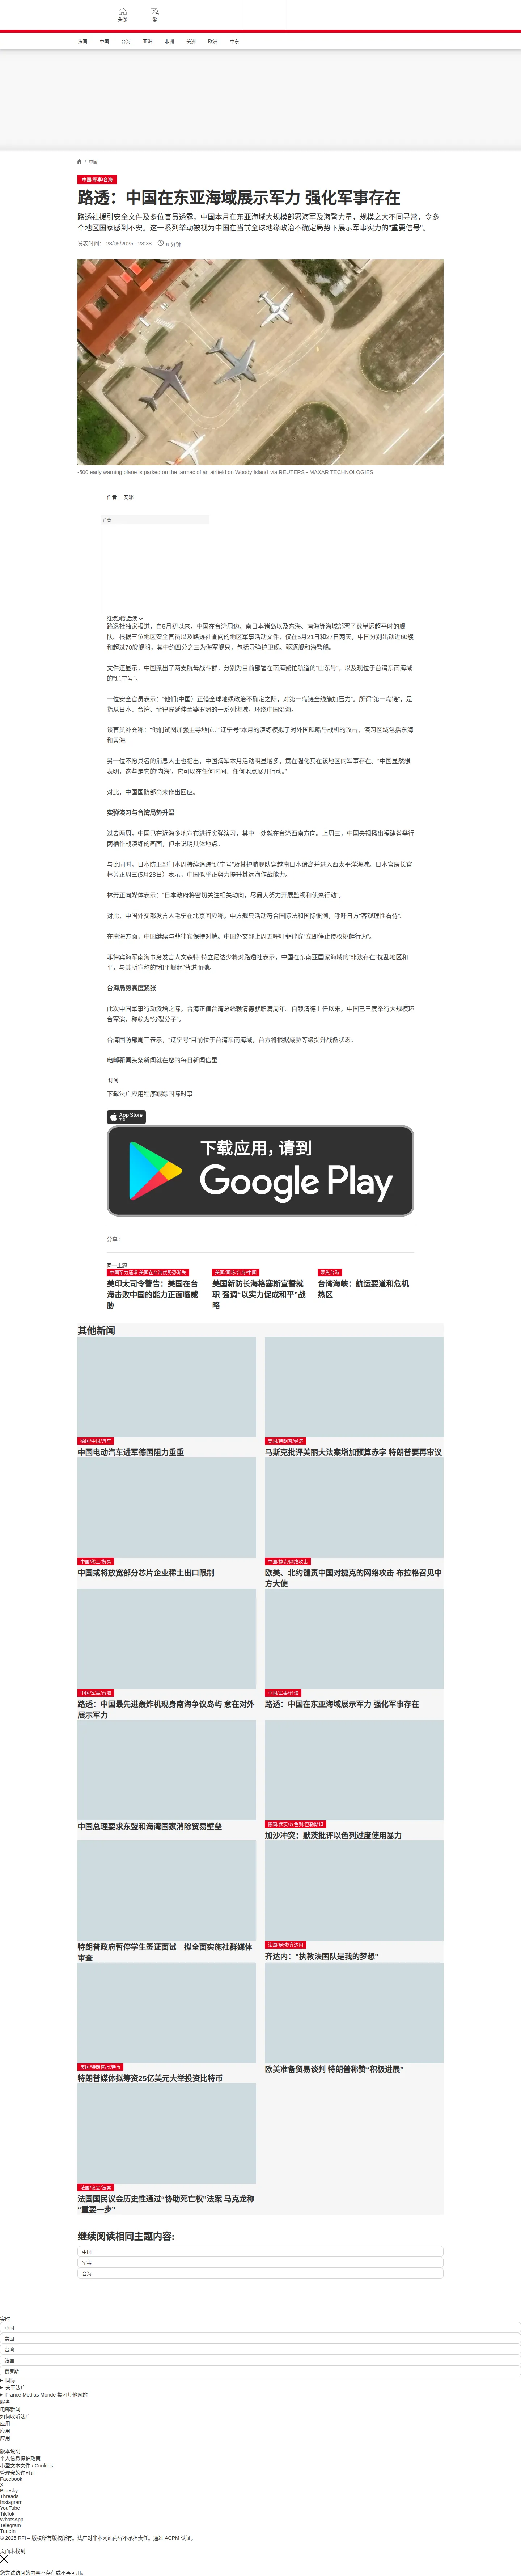 头条
繁
法国
中国
台海
亚洲
非洲
美洲
欧洲
中东
/ 中国
中国/军事/台海
路透：中国在东亚海域展示军力 强化军事存在
路透社援引安全文件及多位官员透露，中国本月在东亚海域大规模部署海军及海警力量，规模之大不同寻常，令多
个地区国家感到不安。这一系列举动被视为中国在当前全球地缘政治不确定局势下展示军事实力的"重要信号"。
发表时间： 28/05/2025 - 23:38
6 分钟
-500 early warning plane is parked on the tarmac of an airfield on Woody Island via REUTERS - MAXAR TECHNOLOGIES
作者： 安娜
广告
继续浏览后续
路透社独家报道，自5月初以来，中国在台湾周边、南日本诸岛以及东海、南海等海域部署了数量远超平时的舰
队。根据三位地区安全官员以及路透社查阅的地区军事活动文件，仅在5月21日和27日两天，中国分别出动近60艘
和超过70艘舰船，其中约四分之三为海军舰只，包括导弹护卫舰、驱逐舰和海警船。
文件还显示，中国派出了两支航母战斗群，分别为目前部署在南海繁忙航道的"山东号"，以及现位于台湾东南海域
的"辽宁号"。
一位安全官员表示："他们(中国）正借全球地缘政治不确定之际，对第一岛链全线施加压力"。所谓"第一岛链"，是
指从日本、台湾、菲律宾延伸至婆罗洲的一系列海域，环绕中国沿海。
该官员补充称："他们试图加强主导地位。""辽宁号"本月的演练模拟了对外国舰船与战机的攻击，演习区域包括东海
和黄海。
另一位不愿具名的消息人士也指出，中国海军本月活动明显增多，意在强化其在该地区的军事存在。"中国显然想
表明，这些是它的'内海'，它可以在任何时间、任何地点展开行动。"
对此，中国国防部尚未作出回应。
实弹演习与台湾局势升温
过去两周，中国已在近海多地宣布进行实弹演习，其中一处就在台湾西南方向。上周三，中国央视播出福建省举行
两栖作战演练的画面，但未说明具体地点。
与此同时，日本防卫部门本周持续追踪"辽宁号"及其护航舰队穿越南日本诸岛并进入西太平洋海域。日本官房长官
林芳正周三(5月28日）表示，中国似乎正努力提升其远海作战能力。
林芳正向媒体表示："日本政府将密切关注相关动向，尽最大努力开展监视和侦察行动"。
对此，中国外交部发言人毛宁在北京回应称，中方舰只活动符合国际法和国际惯例，呼吁日方"客观理性看待"。
在南海方面，中国继续与菲律宾保持对峙。中国外交部上周五呼吁菲律宾"立即停止侵权挑衅行为"。
菲律宾海军南海事务发言人文森特·特立尼达少将对路透社表示，中国在东南亚国家海域的"非法存在"扰乱地区和
平，与其所宣称的"和平崛起"背道而驰。
台海局势高度紧张
此次中国军事行动激增之际，台海正值台湾总统赖清德就职满周年。自赖清德上任以来，中国已三度举行大规模环
台军演，称赖为"分裂分子"。
台湾国防部周三表示，"辽宁号"目前位于台湾东南海域，台方将根据威胁等级提升战备状态。
电邮新闻头条新闻就在您的每日新闻信里
订阅
下载法广应用程序跟踪国际时事
App Store
下载
下载应用，请到
Google Play
分享 :
同一主题
中国军力遽增 美国在台海优势恐渐失
美印太司令警告：美国在台
海击败中国的能力正面临威
胁
美国/国防/台海/中国
美国新防长海格塞斯宣誓就
职 强调"以实力促成和平"战
略
聚焦台海
台湾海峡：航运要道和危机
热区
其他新闻
德国/中国/汽车
中国电动汽车进军德国阻力重重
美国/特朗普/经济
马斯克批评美丽大法案增加预算赤字 特朗普要再审议
中国/稀土/贸易
中国或将放宽部分芯片企业稀土出口限制
中国/捷克/网络攻击
欧美、北约谴责中国对捷克的网络攻击 布拉格召见中
方大使
中国/军事/台海
路透：中国最先进轰炸机现身南海争议岛屿 意在对外
展示军力
中国/军事/台海
路透：中国在东亚海域展示军力 强化军事存在
中国总理要求东盟和海湾国家消除贸易壁垒
德国/默茨/以色列/巴勒斯坦
加沙冲突：默茨批评以色列过度使用暴力
特朗普政府暂停学生签证面试　拟全面实施社群媒体
审查
法国/足球/齐达内
齐达内："执教法国队是我的梦想"
美国/特朗普/比特币
特朗普媒体拟筹资25亿美元大举投资比特币
欧美准备贸易谈判 特朗普称赞"积极进展"
法国/议会/法案
法国国民议会历史性通过"协助死亡权"法案 马克龙称
"重要一步"
继续阅读相同主题内容:
中国
军事
台海
实时
中国
美国
台湾
法国
俄罗斯
国际
关于法广
France Médias Monde 集团其他网站
服务
电邮新闻
如何收听法广
应用
应用
应用
版本说明
个人信息保护政策
小型文本文件 / Cookies
管理我的许可证
Facebook
X
Bluesky
Threads
Instagram
YouTube
TikTok
WhatsApp
Telegram
TuneIn
© 2025 RFI – 版权所有版权所有。法广对非本网站内容不承担责任。通过 ACPM 认证。
页面未找到
您尝试访问的内容不存在或不再可用。